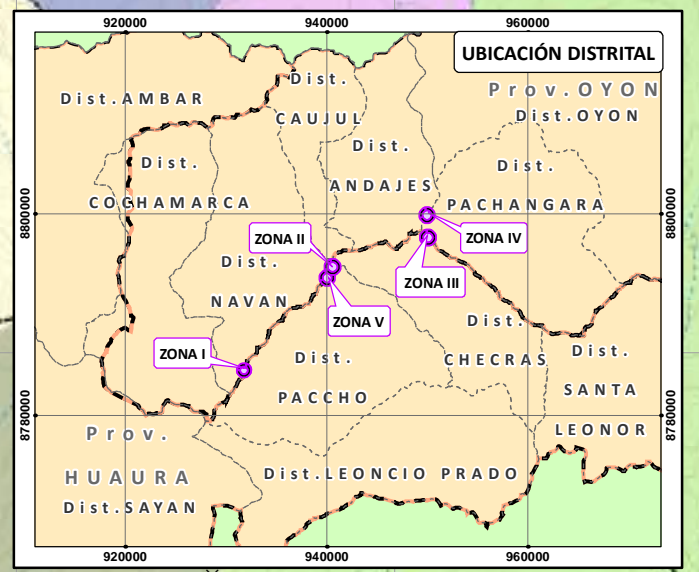 920000 940000 960000
UBICACIÓN DISTRITAL
Dist.
Prov. OYON
Dist. AMBAR
CAUJUL
Dist. OYON
Dist.
Dist.
Dist.
ANDAJES
COCHAMARCA
PACHANGARA
8800000 8800000
ZONA II
ZONA IV
Dist.
ZONA III
NAVAN
ZONA V
Dist.
ZONA I
Dist.
Dist.
CHECRAS
SANTA
PACCHO
8780000 8780000
LEONOR
Prov.
HUAURA
Dist. LEONCIO PRADO
Dist. SAYAN
920000 940000 960000